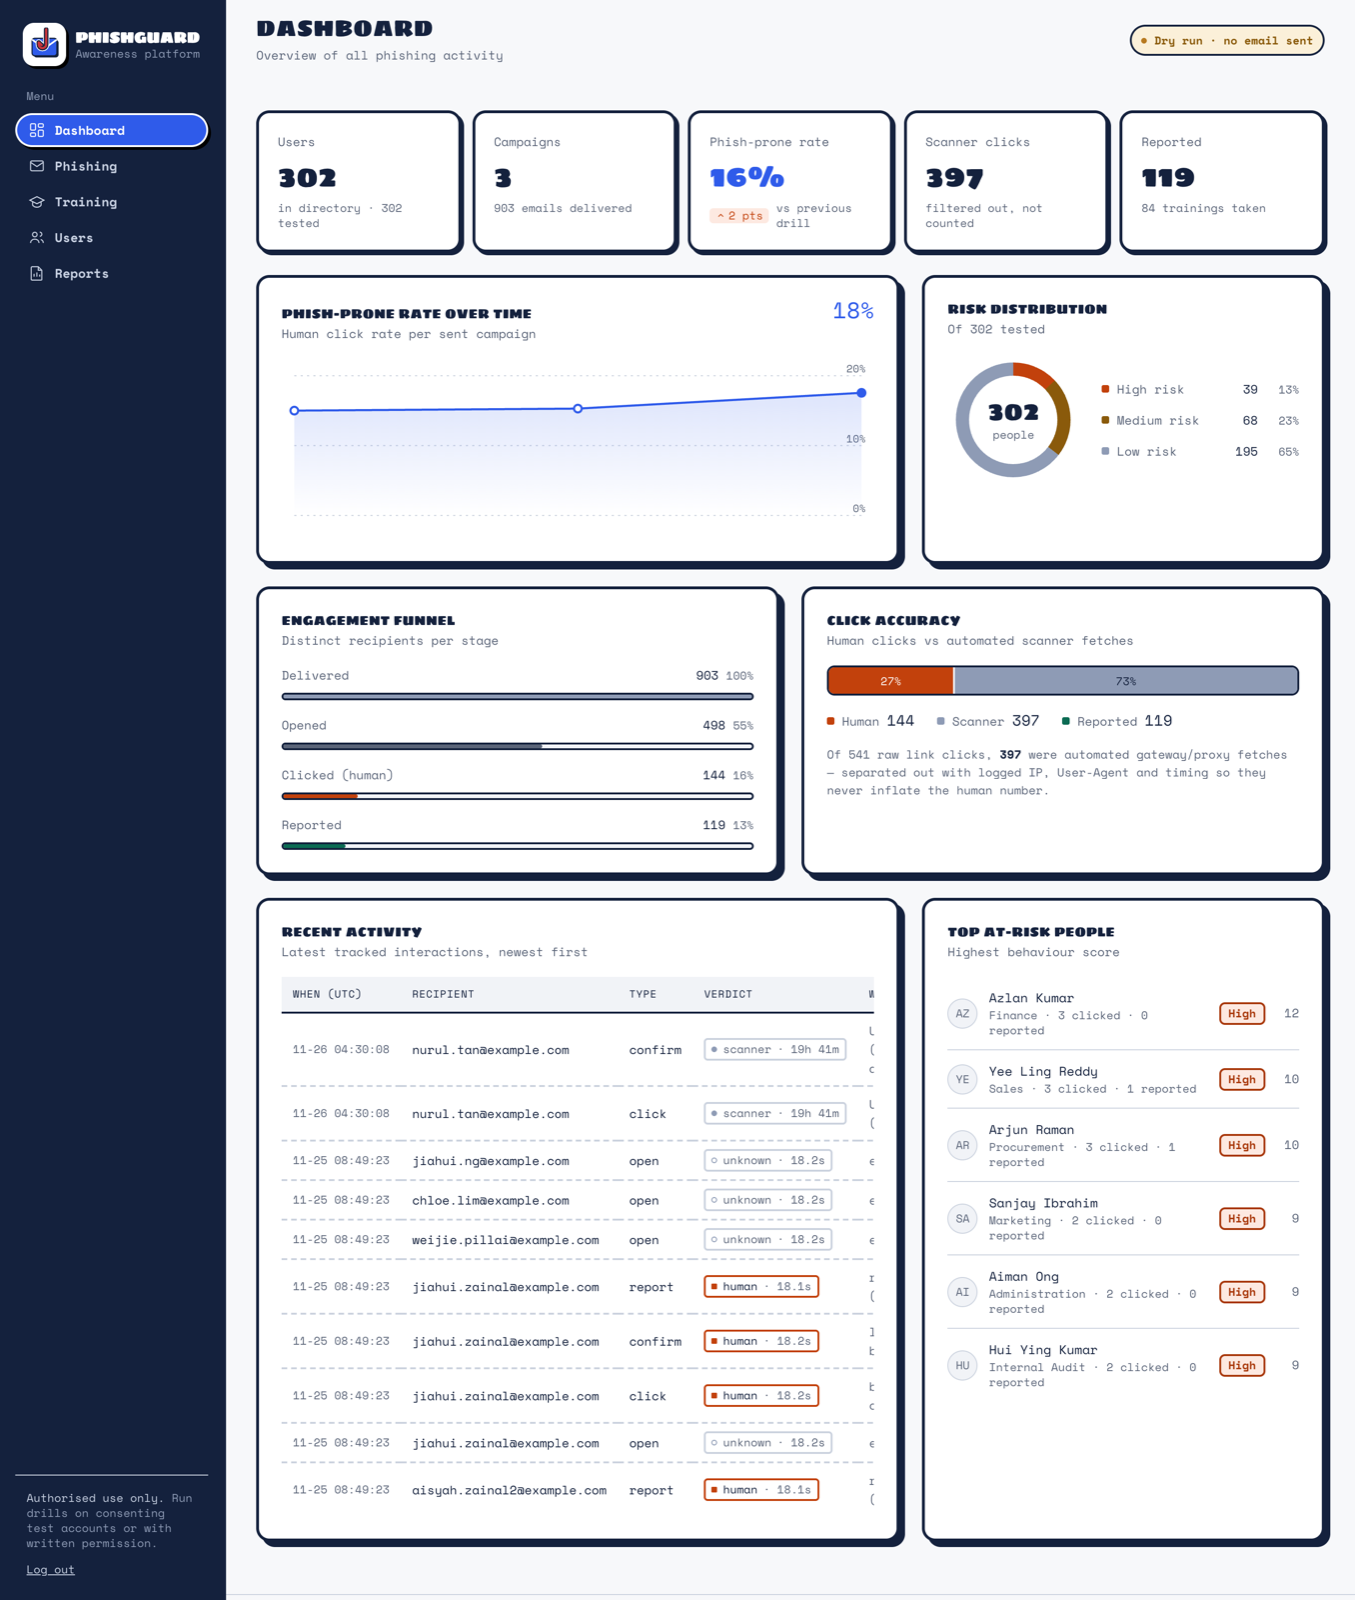 PHISHGUARD
Awareness platform
Menu
Dashboard
Phishing
Training
Users
Reports
Authorised use only. Run
drills on consenting
test accounts or with
written permission.
Log out
DASHBOARD
Overview of all phishing activity
Dry run · no email sent
Users
302
in directory · 302
tested
Campaigns
3
903 emails delivered
Phish-prone rate
16%
^ 2 pts vs previous
drill
Scanner clicks
397
filtered out, not
counted
Reported
119
84 trainings taken
PHISH-PRONE RATE OVER TIME
18%
Human click rate per sent campaign
20%
10%
0%
RISK DISTRIBUTION
Of 302 tested
302
people
High risk 39 13%
Medium risk 68 23%
Low risk 195 65%
ENGAGEMENT FUNNEL
Distinct recipients per stage
Delivered 903 100%
Opened 498 55%
Clicked (human) 144 16%
Reported 119 13%
CLICK ACCURACY
Human clicks vs automated scanner fetches
27% 73%
Human 144 Scanner 397 Reported 119
Of 541 raw link clicks, 397 were automated gateway/proxy fetches
— separated out with logged IP, User-Agent and timing so they
never inflate the human number.
RECENT ACTIVITY
Latest tracked interactions, newest first
WHEN (UTC) RECIPIENT TYPE VERDICT
11-26 04:30:08 nurul.tan@example.com confirm scanner · 19h 41m
11-26 04:30:08 nurul.tan@example.com click scanner · 19h 41m
11-25 08:49:23 jiahui.ng@example.com open unknown · 18.2s
11-25 08:49:23 chloe.lim@example.com open unknown · 18.2s
11-25 08:49:23 weijie.pillai@example.com open unknown · 18.2s
11-25 08:49:23 jiahui.zainal@example.com report human · 18.1s
11-25 08:49:23 jiahui.zainal@example.com confirm human · 18.2s
11-25 08:49:23 jiahui.zainal@example.com click human · 18.2s
11-25 08:49:23 jiahui.zainal@example.com open unknown · 18.2s
11-25 08:49:23 aisyah.zainal2@example.com report human · 18.1s
TOP AT-RISK PEOPLE
Highest behaviour score
AZ Azlan Kumar High 12
Finance · 3 clicked · 0
reported
YE Yee Ling Reddy High 10
Sales · 3 clicked · 1 reported
AR Arjun Raman High 10
Procurement · 3 clicked · 1
reported
SA Sanjay Ibrahim High 9
Marketing · 2 clicked · 0
reported
AI Aiman Ong High 9
Administration · 2 clicked · 0
reported
HU Hui Ying Kumar High 9
Internal Audit · 2 clicked · 0
reported